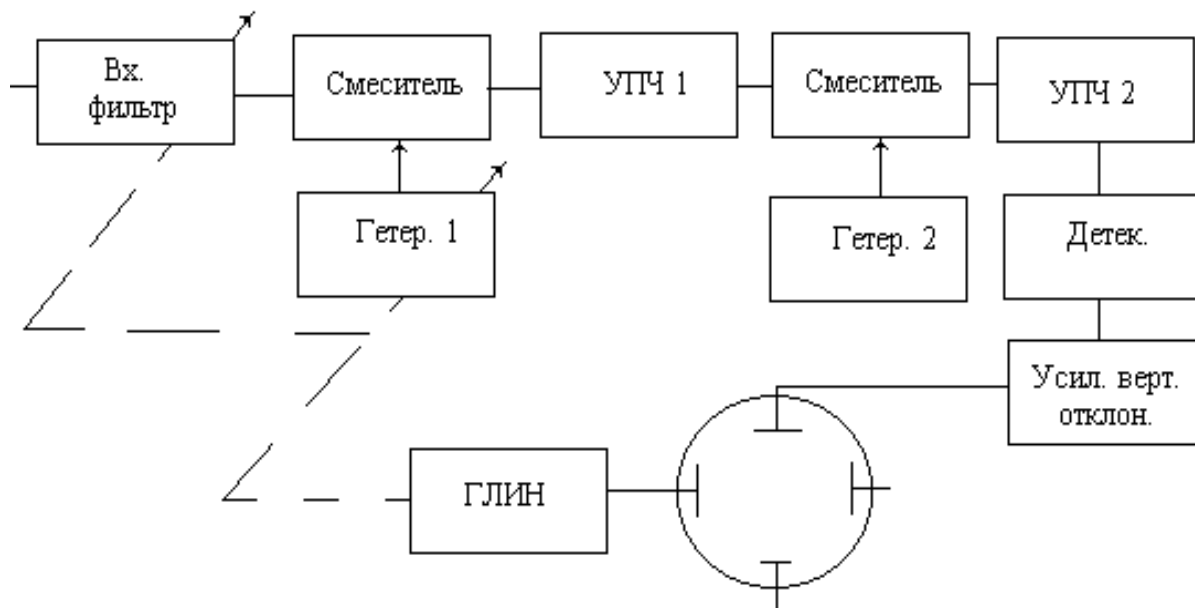 Вх.
фильтр
Смеситель
УПЧ 1
Смеситель
УПЧ 2
Гетер. 1
Гетер. 2
Детек.
Усил. верт.
отклон.
ГЛИН